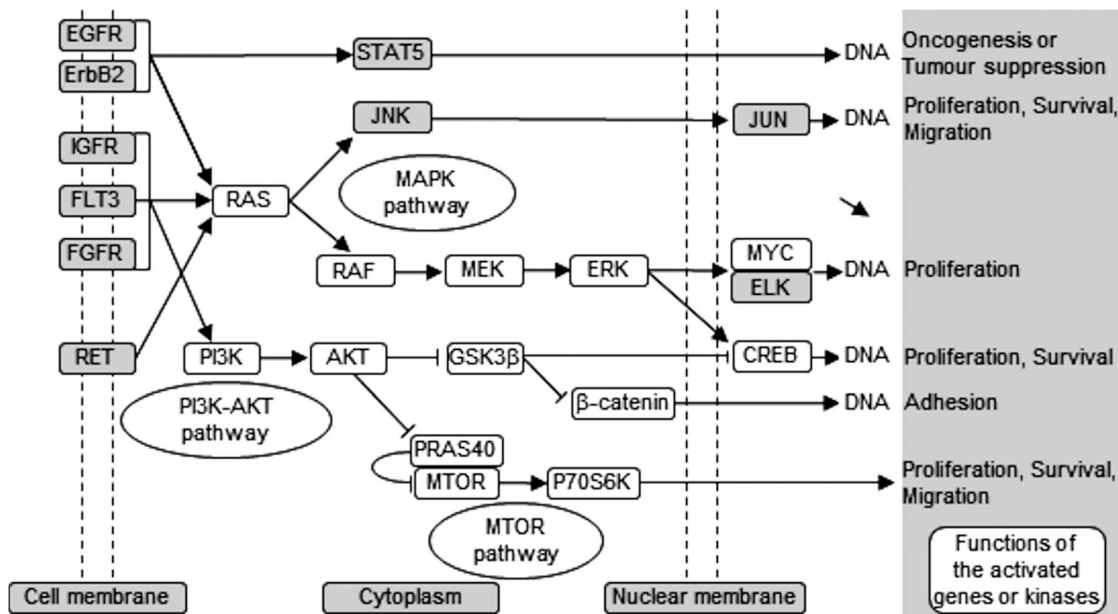 EGFR
ErbB2
STAT5
DNA
Oncogenesis or
Tumour suppression
IGFR
FLT3
FGFR
JNK
JUN
DNA
Proliferation, Survival,
Migration
RAS
MAPK
pathway
RAF
MEK
ERK
MYC
ELK
DNA
Proliferation
RET
PI3K
AKT
GSK3β
CREB
DNA
Proliferation, Survival
PI3K-AKT
pathway
β-catenin
DNA
Adhesion
PRAS40
MTOR
P70S6K
Proliferation, Survival,
Migration
MTOR
pathway
Functions of
the activated
genes or kinases
Cell membrane
Cytoplasm
Nuclear membrane